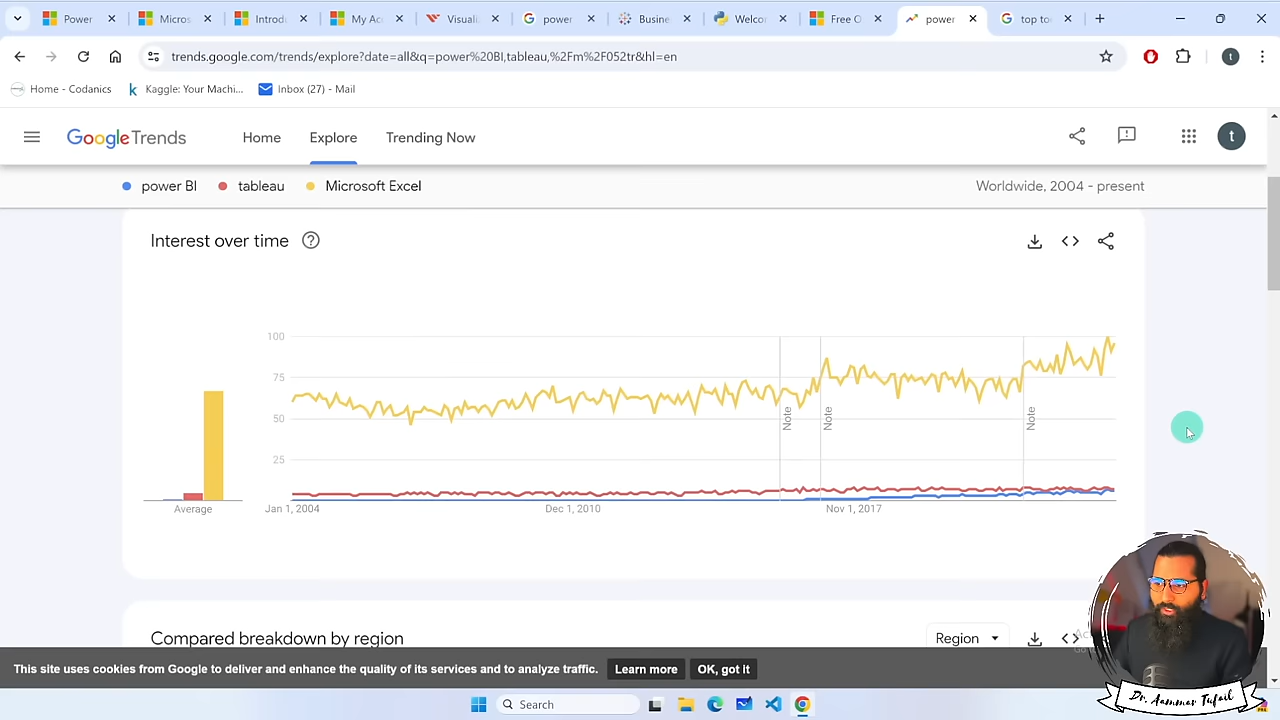 Power
Micros
Introdu
My Acc
Visuali
power
Busine
Welco
Free O
power
top to
trends.google.com/trends/explore?date=all&q=power%20BI,tableau,%2Fm%2F052tr&hl=en
t
Home - Codanics
Kaggle: Your Machi...
Inbox (27) - Mail
Google Trends
Home
Explore
Trending Now
t
power BI
tableau
Microsoft Excel
Worldwide, 2004 - present
Interest over time
100
75
50
25
Note
Note
Note
Average
Jan 1, 2004
Dec 1, 2010
Nov 1, 2017
Compared breakdown by region
Region
This site uses cookies from Google to deliver and enhance the quality of its services and to analyze traffic.
Learn more
OK, got it
Search
Dr. Aammar Tufail